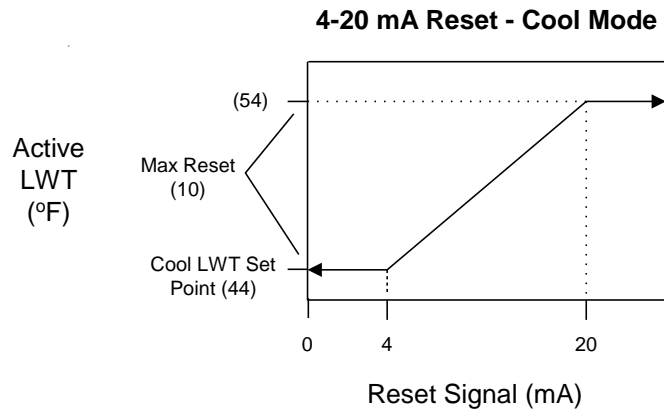 4-20 mA Reset - Cool Mode
(54)
Active
LWT
(ºF)
Max Reset
(10)
Cool LWT Set
Point (44)
0
4
20
Reset Signal (mA)